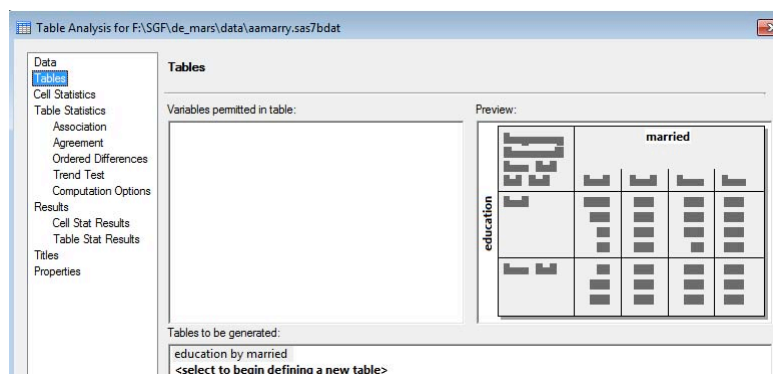 Table Analysis for F:\SGF\de_mars\data\aamarry.sas7bdat
Data
Tables
Cell Statistics
Table Statistics
Association
Agreement
Ordered Differences
Trend Test
Computation Options
Results
Cell Stat Results
Table Stat Results
Titles
Properties
Tables
Variables permitted in table:
Preview:
married
education
Tables to be generated:
education by married
<select to begin defining a new table>